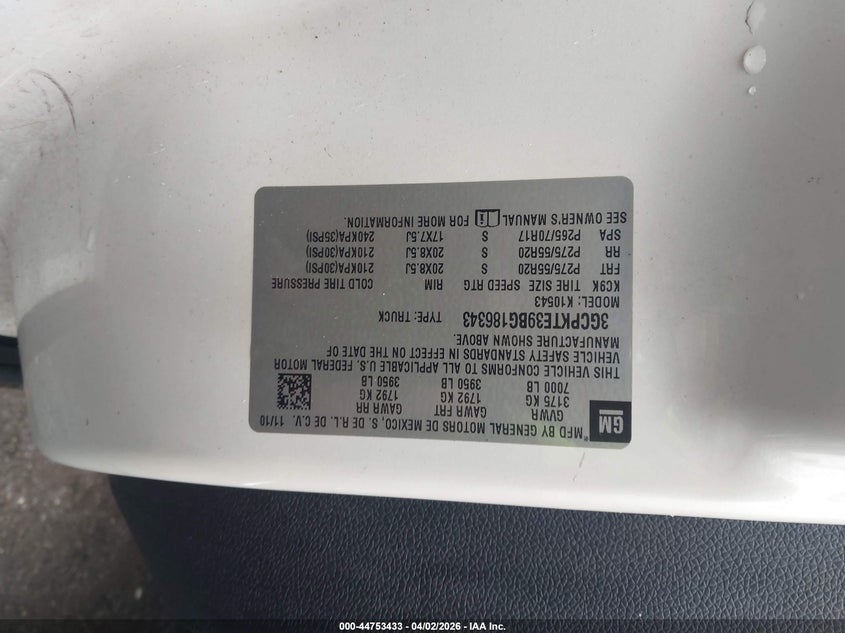 *MFD BY GENERAL MOTORS DE MEXICO, S. DE R.L. DE C.V. 11/10
GM
GVWR GAWR FRT GAWR RR
3175 KG 1792 KG 1792 KG
7000 LB 3950 LB 3950 LB
THIS VEHICLE CONFORMS TO ALL APPLICABLE U.S. FEDERAL MOTOR
VEHICLE SAFETY STANDARDS IN EFFECT ON THE DATE OF
MANUFACTURE SHOWN ABOVE.
3GCPKTE39BG186343 TYPE: TRUCK
MODEL: K10543
KC9K TIRE SIZE SPEED RTG RIM COLD TIRE PRESSURE
FRT P275/55R20 S 20X8.5J 210KPA(30PSI)
RR P275/55R20 S 20X8.5J 210KPA(30PSI)
SPA P265/70R17 S 17X7.5J 240KPA(35PSI)
SEE OWNER'S MANUAL FOR MORE INFORMATION.
000-44753433 - 04/02/2026 - IAA Inc.